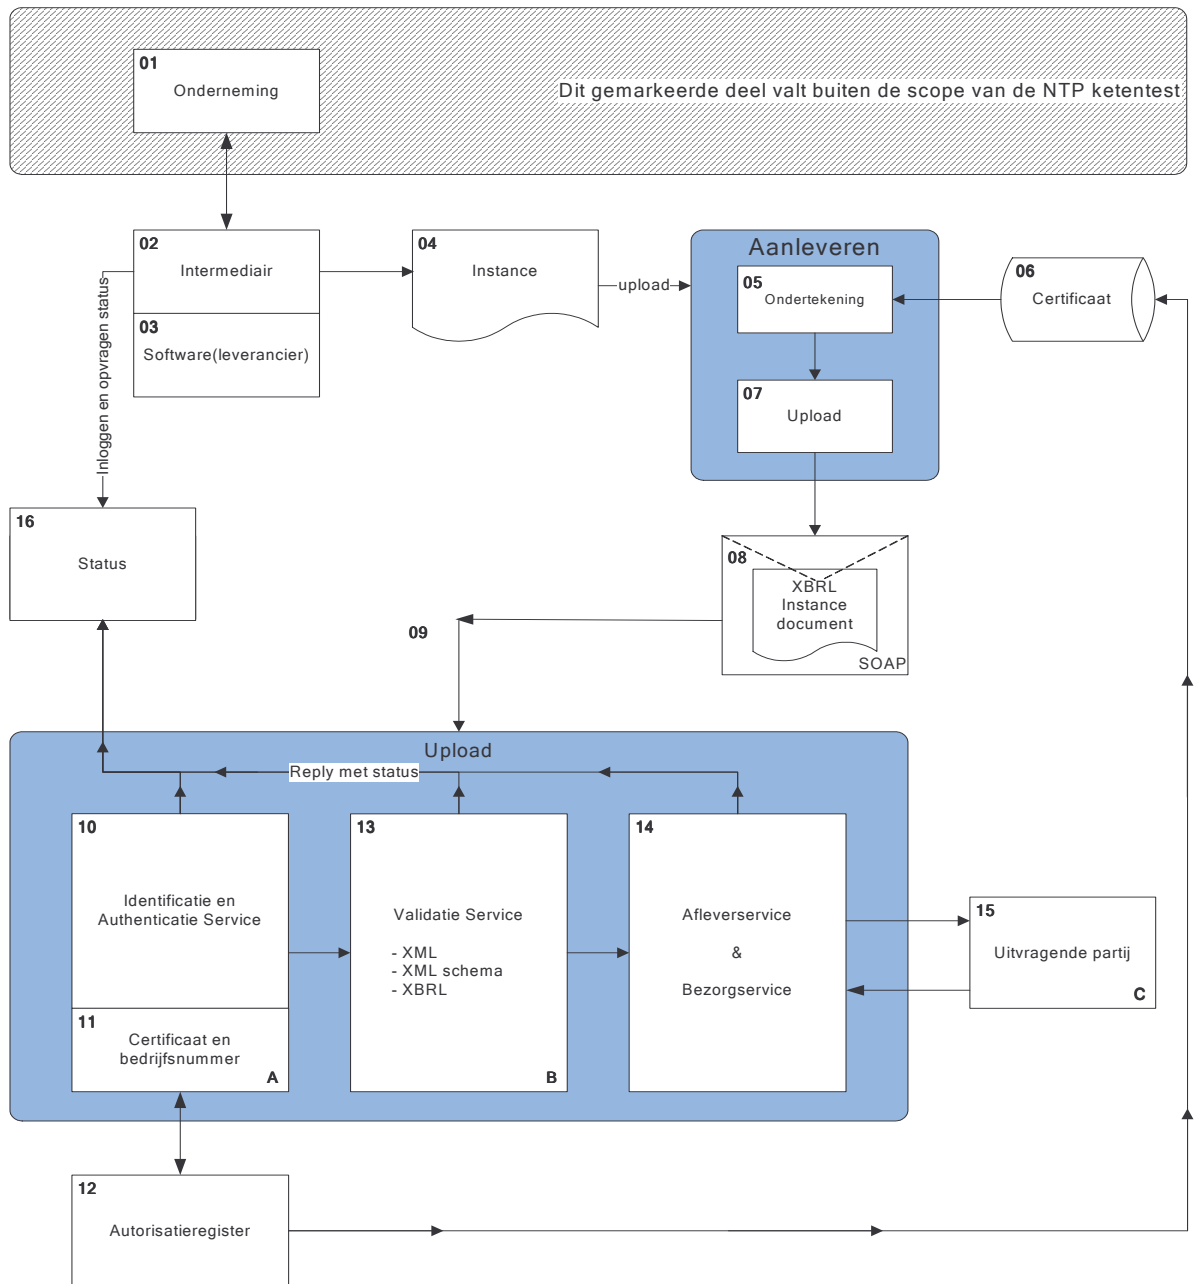 01
Onderneming
Dit gemarkeerde deel valt buiten de scope van de NTP ketentest
02
Intermediair
03
Software(leverancier)
04
Instance
upload
Aanleveren
05
Ondertekening
06
Certificaat
07
Upload
Inloggen en opvragen status
16
Status
08
XBRL
Instance
document
SOAP
09
Upload
Reply met status
10
Identificatie en
Authenticatie Service
11
Certificaat en
bedrijfsnummer
A
13
Validatie Service
- XML
- XML schema
- XBRL
B
14
Afleverservice
&
Bezorgservice
15
Uitvragende partij
C
12
Autorisatieregister